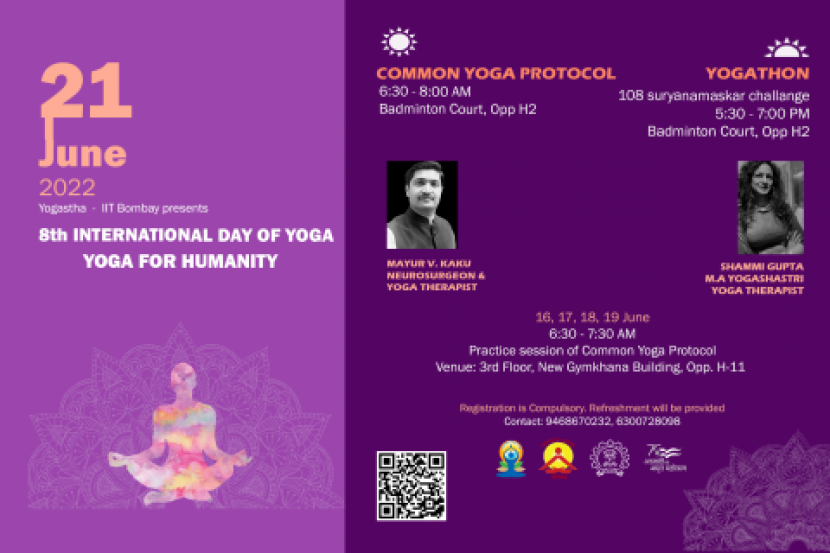 21
June
2022
Yogastha - IIT Bombay presents
8th INTERNATIONAL DAY OF YOGA
YOGA FOR HUMANITY
COMMON YOGA PROTOCOL
6:30 - 8:00 AM
Badminton Court, Opp H2
YOGATHON
108 suryanamaskar challange
5:30 - 7:00 PM
Badminton Court, Opp H2
MAYUR V. KAKU
NEUROSURGEON &
YOGA THERAPIST
SHAMMI GUPTA
M.A YOGASHASTRI
YOGA THERAPIST
16, 17, 18, 19 June
6:30 - 7:30 AM
Practice session of Common Yoga Protocol
Venue: 3rd Floor, New Gymkhana Building, Opp. H-11
Registration is Compulsory. Refreshment will be provided
Contact: 9468670232, 6300728098